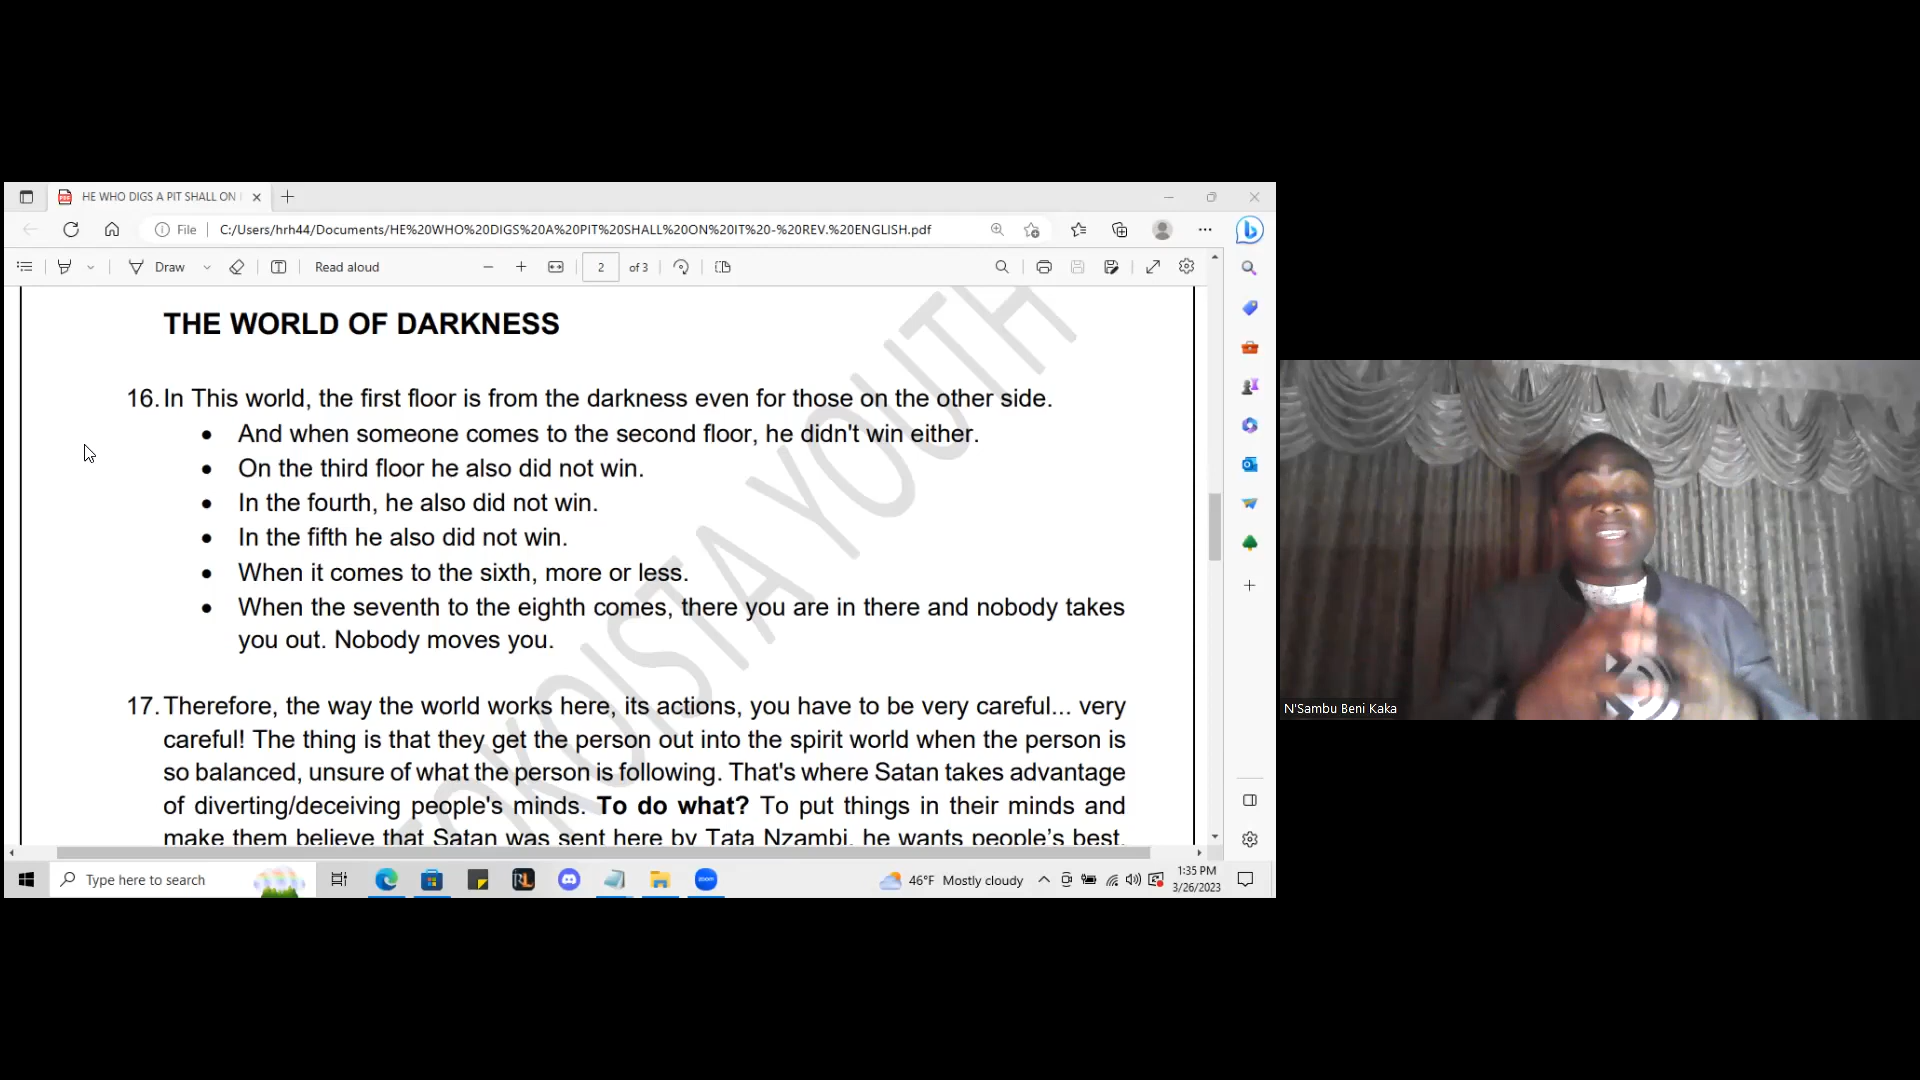 HE WHO DIGS A PIT SHALL ON I
File
C:/Users/hrh44/Documents/HE%20WHO%20DIGS%20A%20PIT%20SHALL%20ON%20IT%20-%20REV.%20ENGLISH.pdf
Draw
Read aloud
2
of 3
THE WORLD OF DARKNESS
16. In This world, the first floor is from the darkness even for those on the other side.
• And when someone comes to the second floor, he didn't win either.
• On the third floor he also did not win.
• In the fourth, he also did not win.
• In the fifth he also did not win.
• When it comes to the sixth, more or less.
• When the seventh to the eighth comes, there you are in there and nobody takes
you out. Nobody moves you.
17. Therefore, the way the world works here, its actions, you have to be very careful... very
careful! The thing is that they get the person out into the spirit world when the person is
so balanced, unsure of what the person is following. That's where Satan takes advantage
of diverting/deceiving people's minds. To do what? To put things in their minds and
make them believe that Satan was sent here by Tata Nzambi, he wants people's best.
TOKOISTA YOUTH
N'Sambu Beni Kaka
Type here to search
46°F Mostly cloudy
1:35 PM
3/26/2023